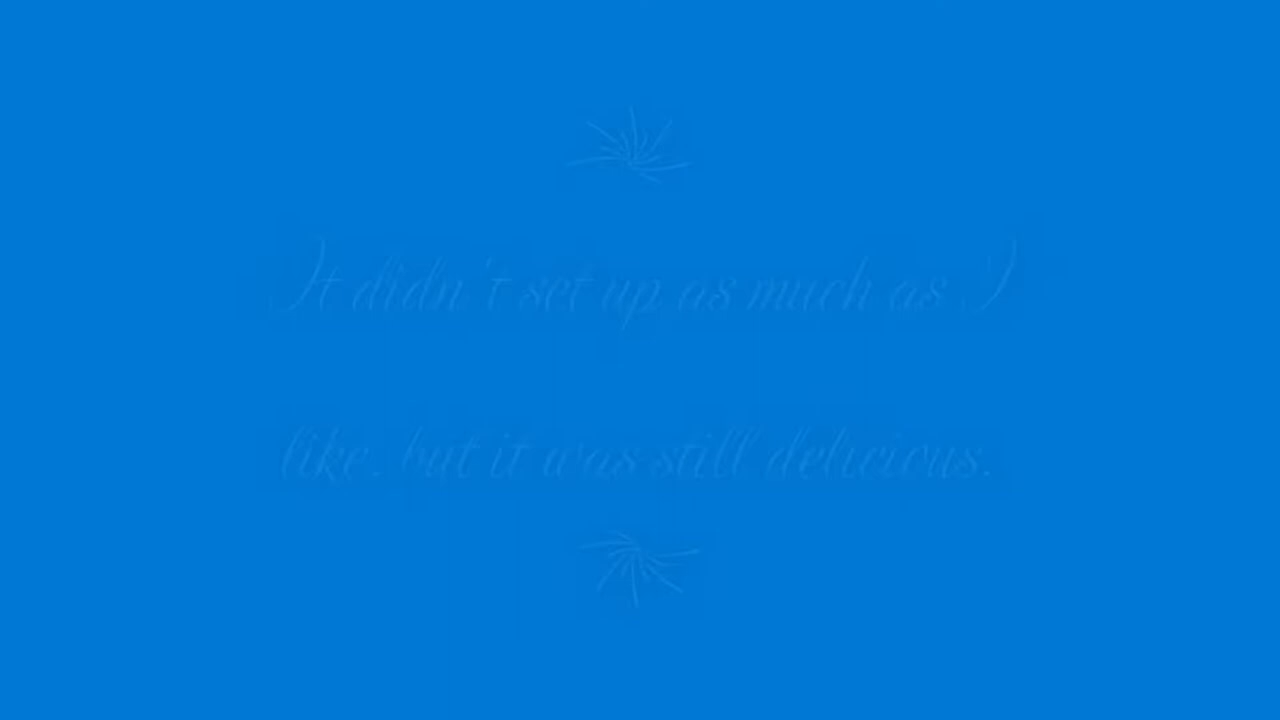 It didn't set up as much as I
like, but it was still delicious.